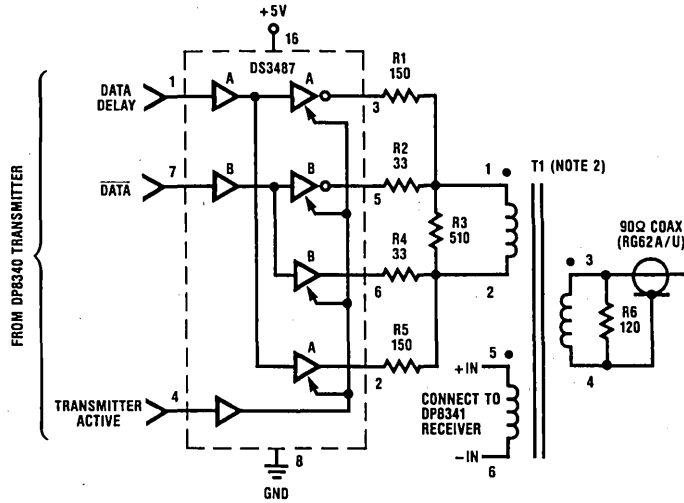 +5V
16
DS3487
DATA
DELAY
1
A
A
3
R1
150
DATA
7
B
B
5
R2
33
R3
510
B
6
R4
33
A
2
R5
150
TRANSMITTER
ACTIVE
4
8
GND
FROM DP8340 TRANSMITTER
1
T1 (NOTE 2)
2
90Ω COAX
(RG62A/U)
3
R6
120
4
5
+IN
CONNECT TO
DP8341
RECEIVER
-IN
6